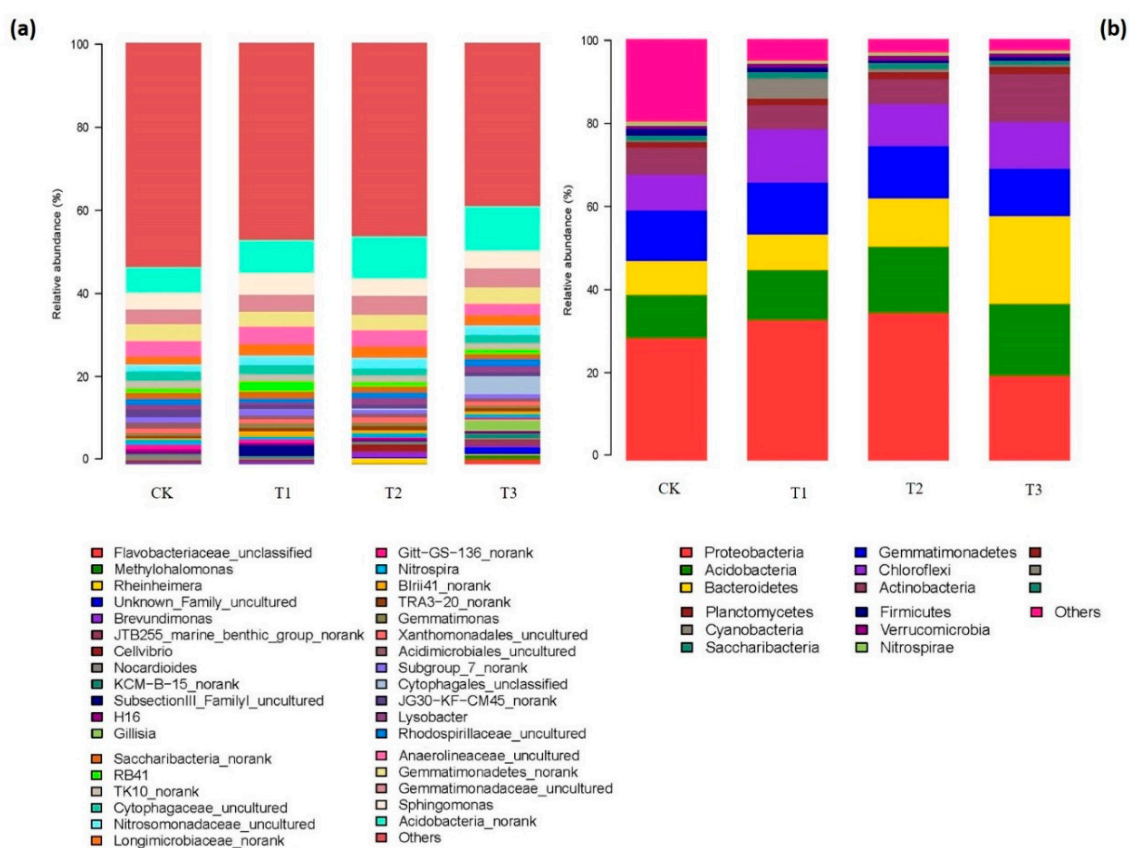 (a)
(b)
Relative abundance (%)
100
80
60
40
20
0
CK
T1
T2
T3
Relative abundance (%)
100
80
60
40
20
0
CK
T1
T2
T3
Flavobacteriaceae_unclassified
Methylohalomonas
Rheinheimera
Unknown_Family_uncultured
Brevundimonas
JTB255_marine_benthic_group_norank
Cellvibrio
Nocardioides
KCM-B-15_norank
SubsectionIII_FamilyI_uncultured
H16
Gillisia
Saccharibacteria_norank
RB41
TK10_norank
Cytophagaceae_uncultured
Nitrosomonadaceae_uncultured
Longimicrobiaceae_norank
Gitt-GS-136_norank
Nitrospira
BIrii41_norank
TRA3-20_norank
Gemmatimonas
Xanthomonadales_uncultured
Acidimicrobiales_uncultured
Subgroup_7_norank
Cytophagales_unclassified
JG30-KF-CM45_norank
Lysobacter
Rhodospirillaceae_uncultured
Anaerolineaceae_uncultured
Gemmatimonadetes_norank
Gemmatimonadaceae_uncultured
Sphingomonas
Acidobacteria_norank
Others
Proteobacteria
Acidobacteria
Bacteroidetes
Planctomycetes
Cyanobacteria
Saccharibacteria
Gemmatimonadetes
Chloroflexi
Actinobacteria
Firmicutes
Verrucomicrobia
Nitrospirae
Others